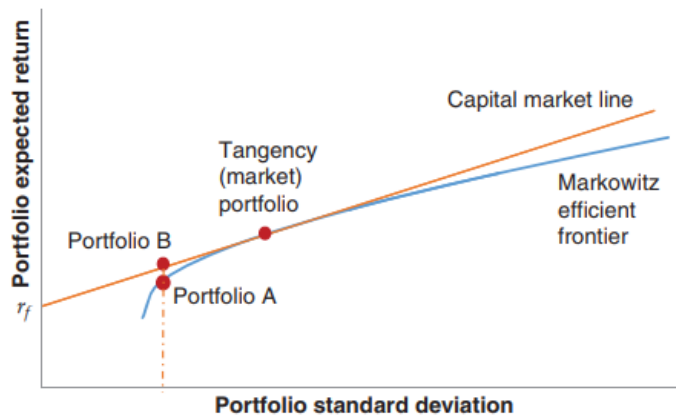 Portfolio expected return
Capital market line
Tangency
(market)
portfolio
Markowitz
efficient
frontier
Portfolio B
Portfolio A
rf
Portfolio standard deviation